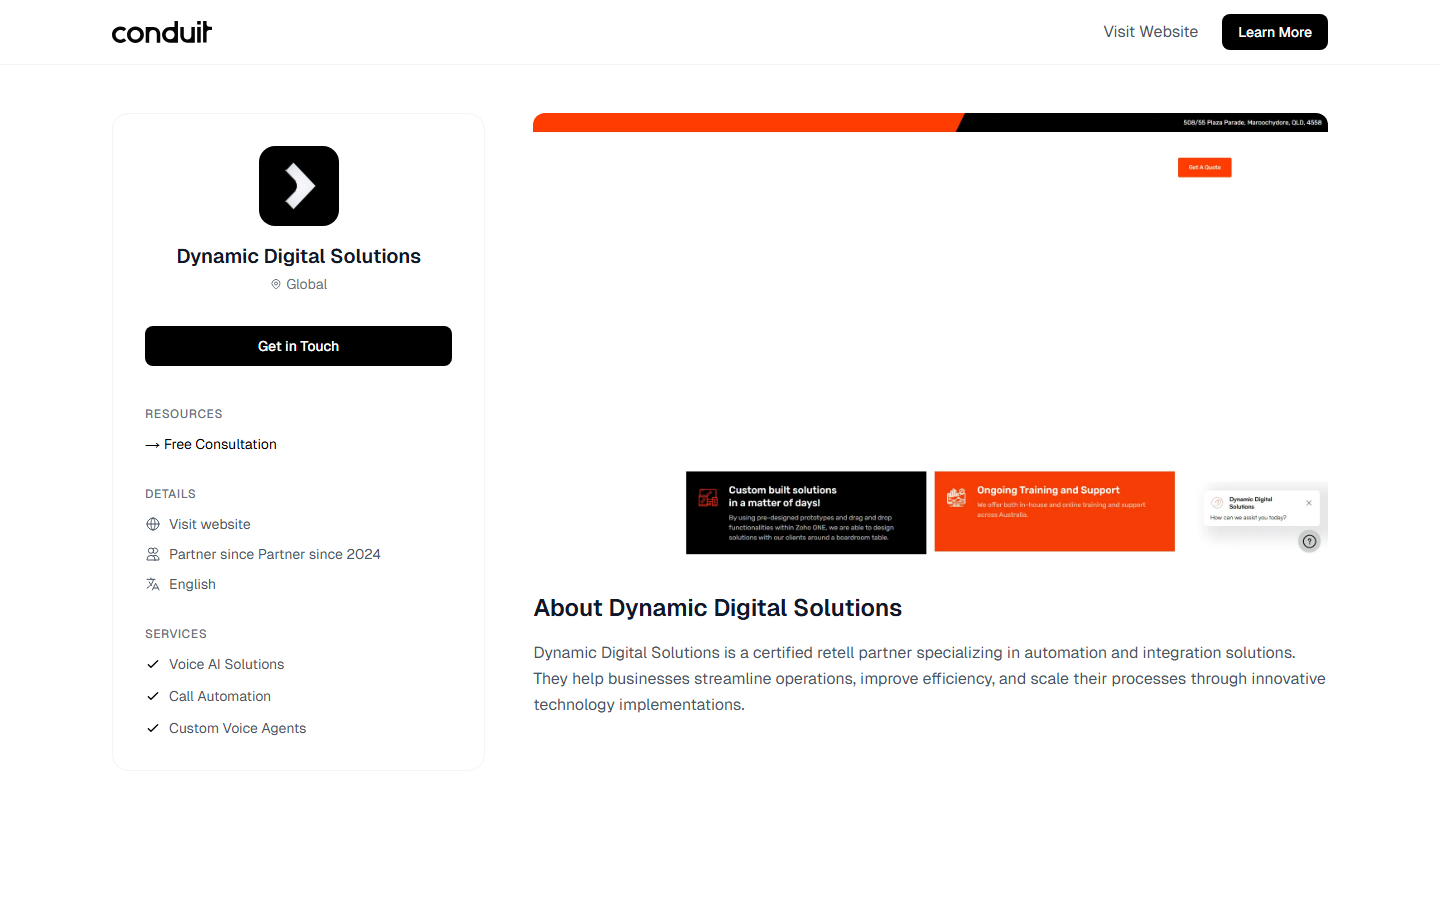 conduit
Visit Website
Learn More
Dynamic Digital Solutions
Global
Get in Touch
RESOURCES
→ Free Consultation
DETAILS
Visit website
Partner since Partner since 2024
English
SERVICES
Voice AI Solutions
Call Automation
Custom Voice Agents
508/55 Plaza Parade, Maroochydore, QLD, 4558
Get A Quote
Custom built solutions
in a matter of days!
By using pre-designed prototypes and drag and drop
functionalities within Zoho ONE, we are able to design
solutions with our clients around a boardroom table.
Ongoing Training and Support
We offer both in-house and online training and support
across Australia.
Dynamic Digital
Solutions
How can we assist you today?
About Dynamic Digital Solutions
Dynamic Digital Solutions is a certified retell partner specializing in automation and integration solutions.
They help businesses streamline operations, improve efficiency, and scale their processes through innovative
technology implementations.